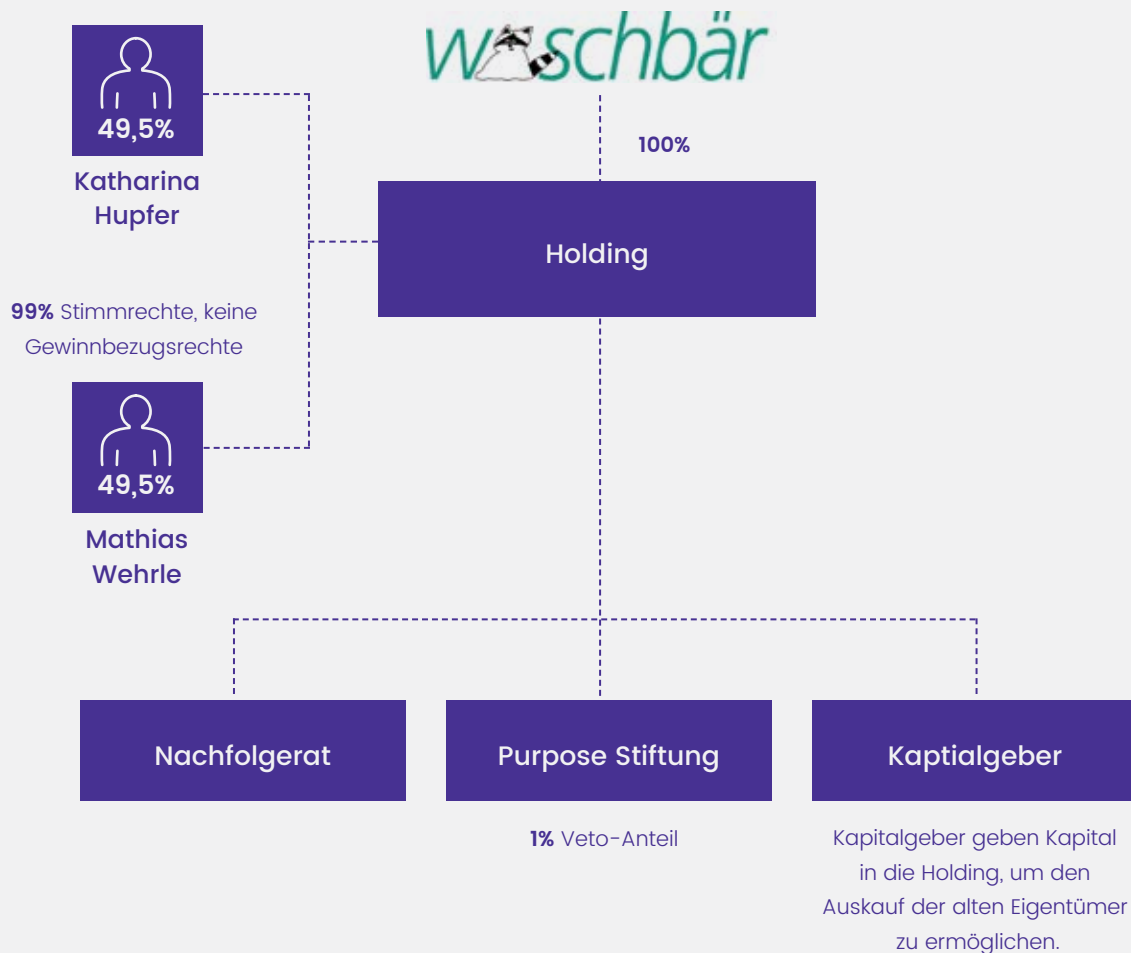 waschbär
100%
49,5%
Katharina
Hupfer
Holding
99% Stimmrechte, keine
Gewinnbezugsrechte
49,5%
Mathias
Wehrle
Nachfolgerat
Purpose Stiftung
1% Veto-Anteil
Kaptialgeber
Kapitalgeber geben Kapital
in die Holding, um den
Auskauf der alten Eigentümer
zu ermöglichen.